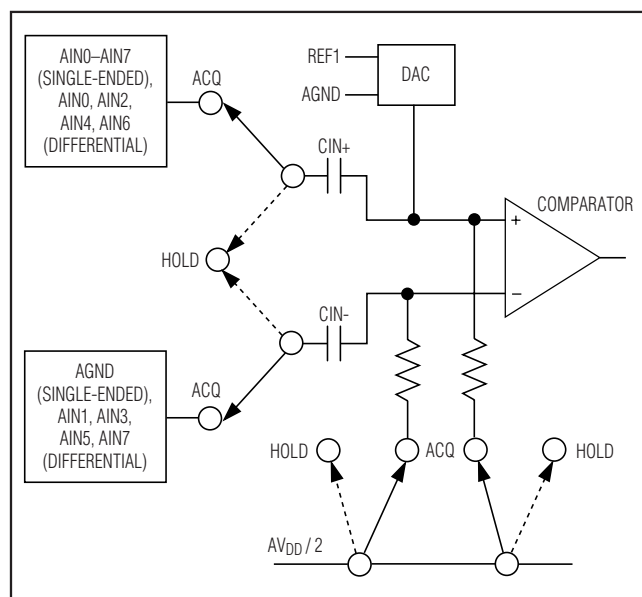 AIN0–AIN7
(SINGLE-ENDED),
AIN0, AIN2,
AIN4, AIN6
(DIFFERENTIAL)
ACQ
REF1
AGND
DAC
CIN+
COMPARATOR
+
−
HOLD
CIN-
AGND
(SINGLE-ENDED),
AIN1, AIN3,
AIN5, AIN7
(DIFFERENTIAL)
ACQ
HOLD
ACQ
HOLD
AVDD / 2